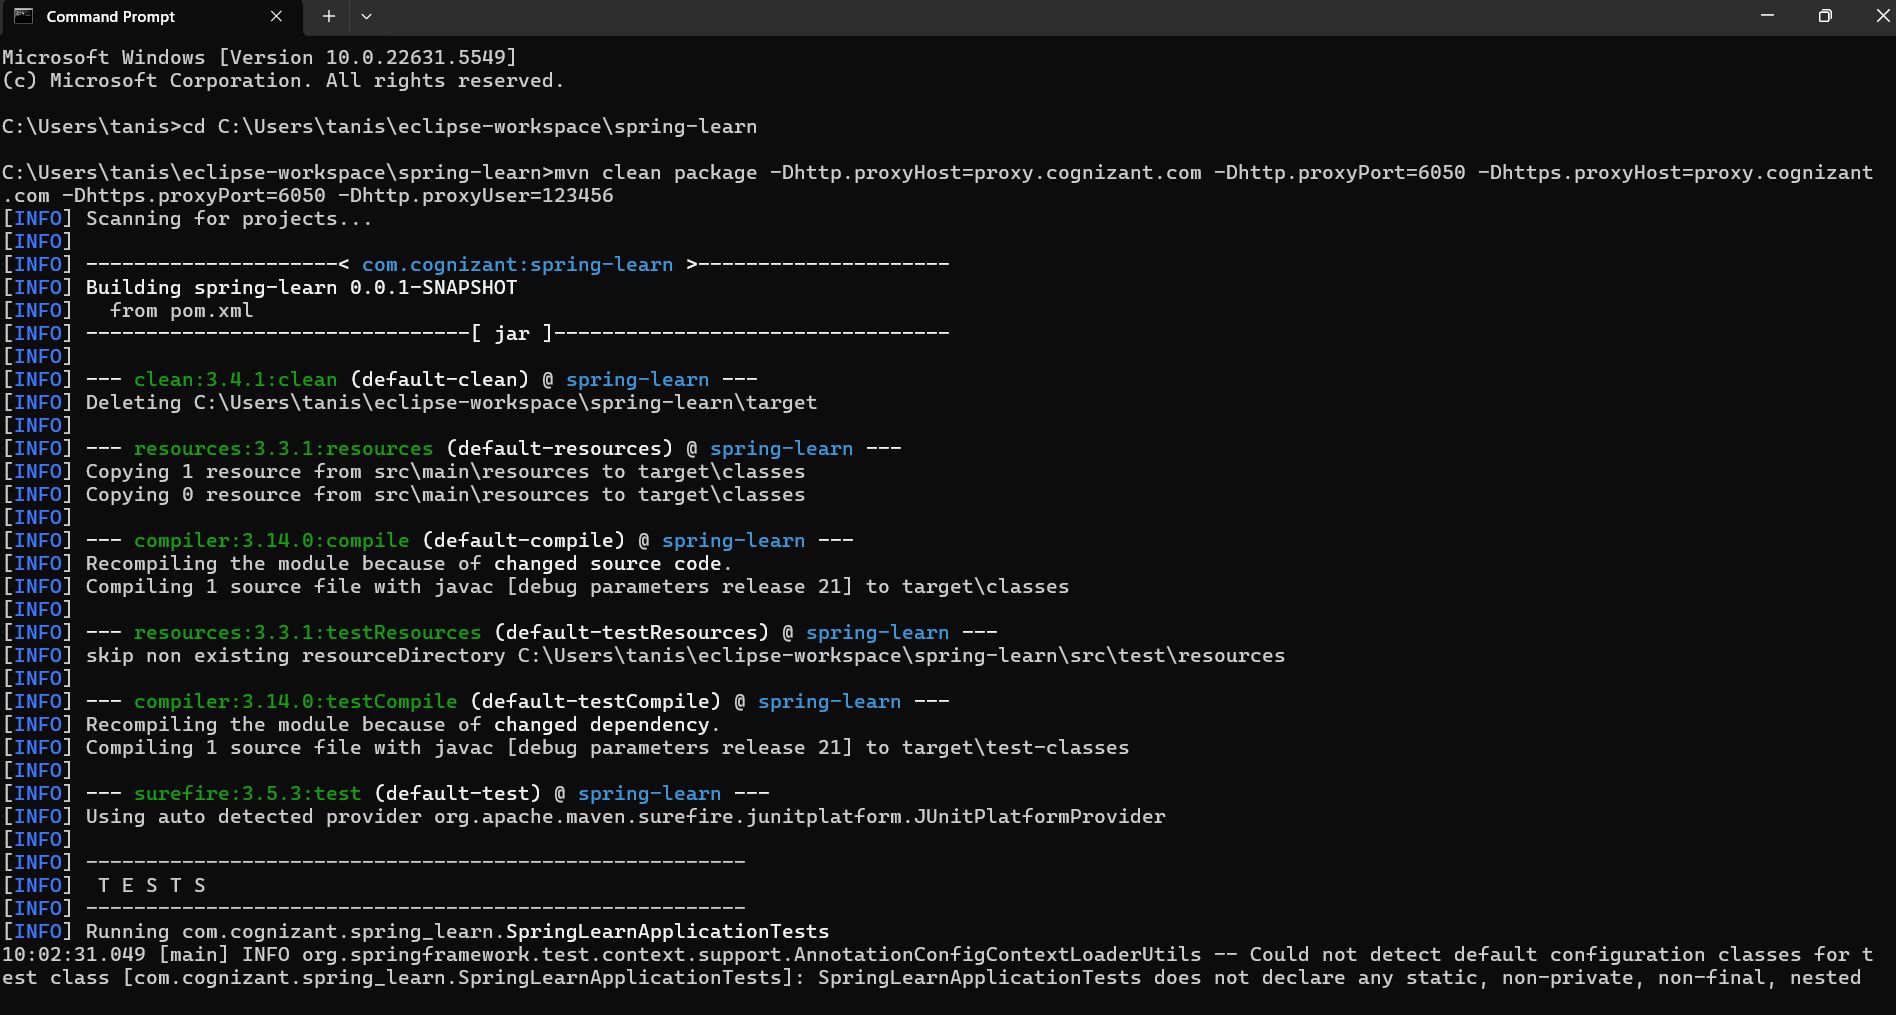 Command Prompt
Microsoft Windows [Version 10.0.22631.5549]
(c) Microsoft Corporation. All rights reserved.
C:\Users\tanis>cd C:\Users\tanis\eclipse-workspace\spring-learn
C:\Users\tanis\eclipse-workspace\spring-learn>mvn clean package -Dhttp.proxyHost=proxy.cognizant.com -Dhttp.proxyPort=6050 -Dhttps.proxyHost=proxy.cognizant
.com -Dhttps.proxyPort=6050 -Dhttp.proxyUser=123456
[INFO] Scanning for projects...
[INFO]
[INFO] ---------------------< com.cognizant:spring-learn >---------------------
[INFO] Building spring-learn 0.0.1-SNAPSHOT
[INFO]   from pom.xml
[INFO] --------------------------------[ jar ]---------------------------------
[INFO]
[INFO] --- clean:3.4.1:clean (default-clean) @ spring-learn ---
[INFO] Deleting C:\Users\tanis\eclipse-workspace\spring-learn\target
[INFO]
[INFO] --- resources:3.3.1:resources (default-resources) @ spring-learn ---
[INFO] Copying 1 resource from src\main\resources to target\classes
[INFO] Copying 0 resource from src\main\resources to target\classes
[INFO]
[INFO] --- compiler:3.14.0:compile (default-compile) @ spring-learn ---
[INFO] Recompiling the module because of changed source code.
[INFO] Compiling 1 source file with javac [debug parameters release 21] to target\classes
[INFO]
[INFO] --- resources:3.3.1:testResources (default-testResources) @ spring-learn ---
[INFO] skip non existing resourceDirectory C:\Users\tanis\eclipse-workspace\spring-learn\src\test\resources
[INFO]
[INFO] --- compiler:3.14.0:testCompile (default-testCompile) @ spring-learn ---
[INFO] Recompiling the module because of changed dependency.
[INFO] Compiling 1 source file with javac [debug parameters release 21] to target\test-classes
[INFO]
[INFO] --- surefire:3.5.3:test (default-test) @ spring-learn ---
[INFO] Using auto detected provider org.apache.maven.surefire.junitplatform.JUnitPlatformProvider
[INFO]
[INFO] -------------------------------------------------------
[INFO]  T E S T S
[INFO] -------------------------------------------------------
[INFO] Running com.cognizant.spring_learn.SpringLearnApplicationTests
10:02:31.049 [main] INFO org.springframework.test.context.support.AnnotationConfigContextLoaderUtils -- Could not detect default configuration classes for t
est class [com.cognizant.spring_learn.SpringLearnApplicationTests]: SpringLearnApplicationTests does not declare any static, non-private, non-final, nested